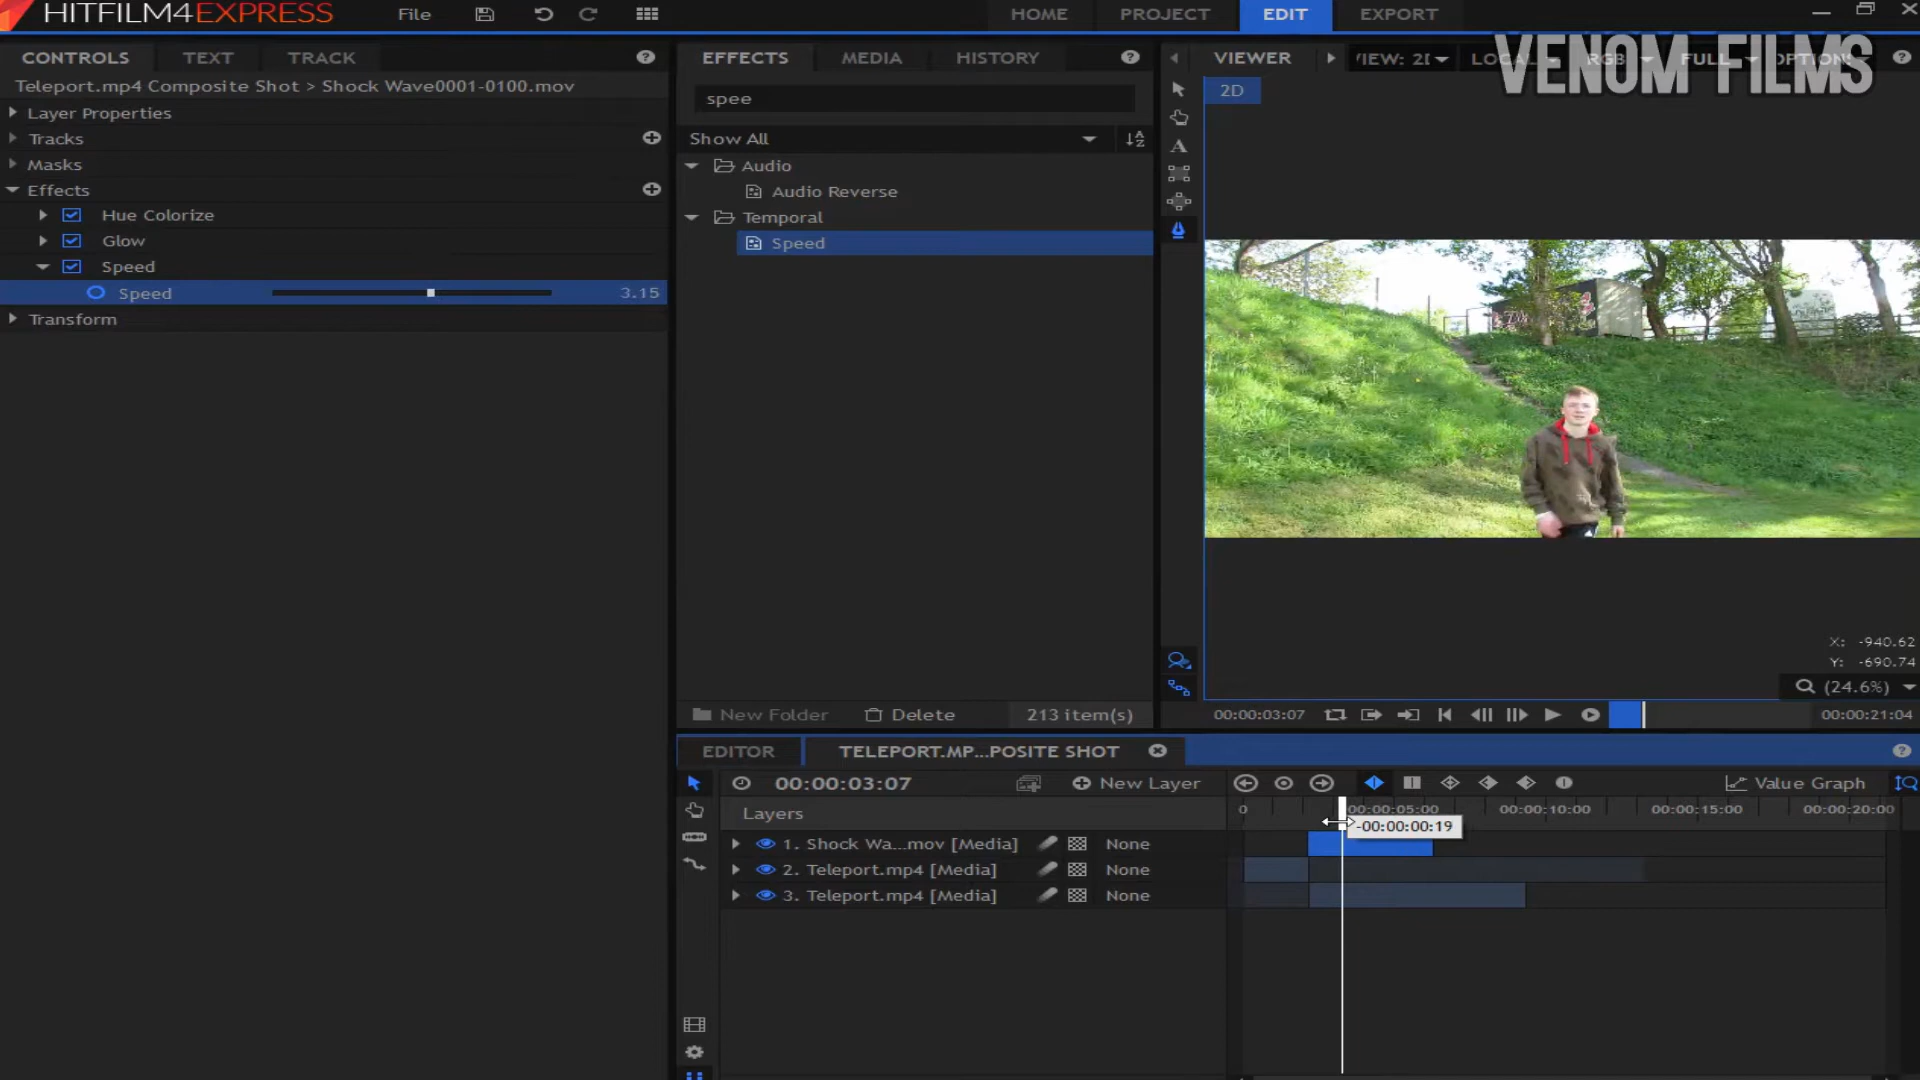 HITFILM4EXPRESS File HOME PROJECT EDIT EXPORT
VENOM FILMS
CONTROLS TEXT TRACK
Teleport.mp4 Composite Shot > Shock Wave0001-0100.mov
Layer Properties
Tracks
Masks
Effects
Hue Colorize
Glow
Speed
Speed 3.15
Transform
EFFECTS MEDIA HISTORY
spee
Show All
Audio
Audio Reverse
Temporal
Speed
New Folder Delete 213 item(s)
VIEWER FULL
2D
X: -940.62
Y: -690.74
(24.6%)
00:00:03:07 00:00:21:04
EDITOR TELEPORT.MP...POSITE SHOT
00:00:03:07 New Layer Value Graph
Layers 0 00:00:05:00 00:00:10:00 00:00:15:00 00:00:20:00
-00:00:00:19
1. Shock Wa...mov [Media] None
2. Teleport.mp4 [Media] None
3. Teleport.mp4 [Media] None